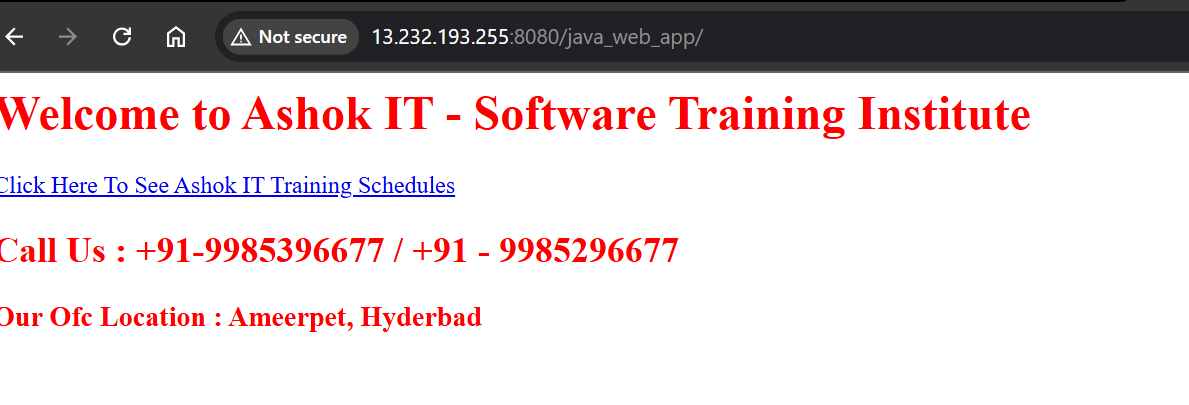 Not secure 13.232.193.255:8080/java_web_app/
Welcome to Ashok IT - Software Training Institute
Click Here To See Ashok IT Training Schedules
Call Us : +91-9985396677 / +91 - 9985296677
Our Ofc Location : Ameerpet, Hyderbad